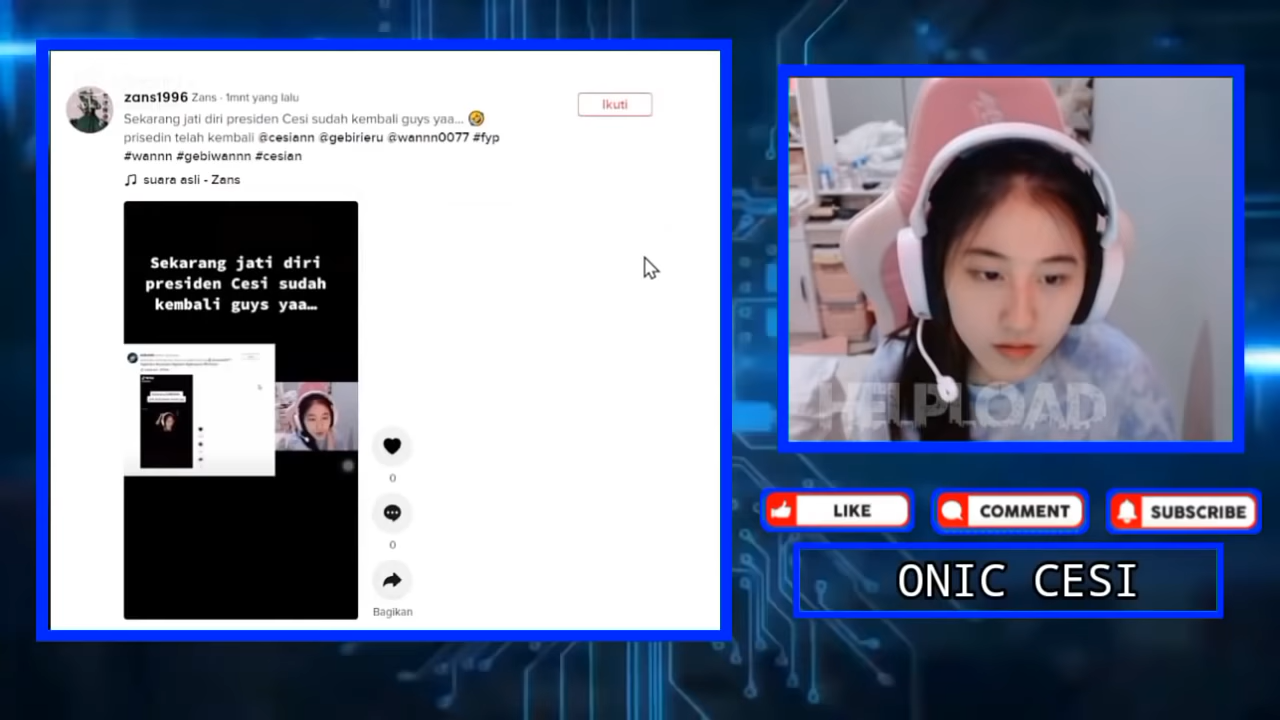 zans1996 Zans · 1mnt yang lalu
Ikuti
Sekarang jati diri presiden Cesi sudah kembali guys yaa... 🤣
prisedin telah kembali @cesiann @gebirieru @wannn0077 #fyp
#wannn #gebiwannn #cesian
suara asli - Zans
Sekarang jati diri
presiden Cesi sudah
kembali guys yaa…
0
0
Bagikan
HELPLOAD
LIKE
COMMENT
SUBSCRIBE
ONIC CESI